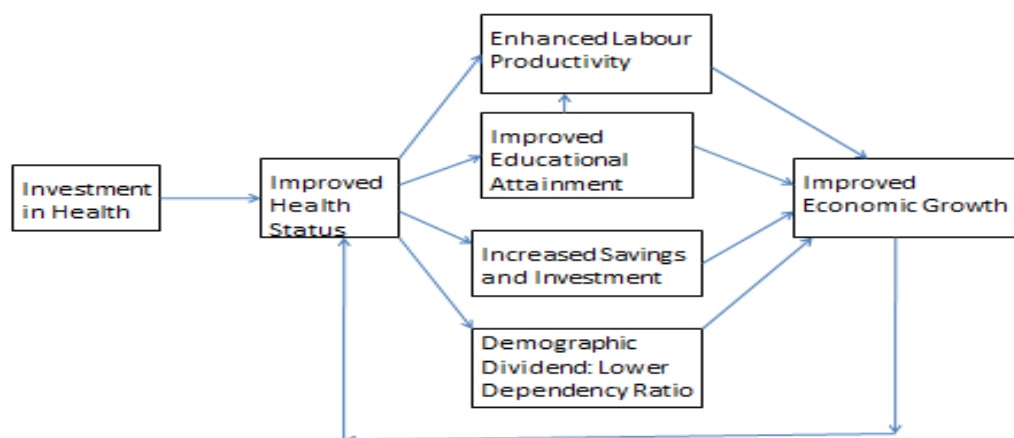 Enhanced Labour
Productivity
Improved
Educational
Attainment
Investment
in Health
Improved
Health
Status
Improved
Economic Growth
Increased Savings
and Investment
Demographic
Dividend: Lower
Dependency Ratio